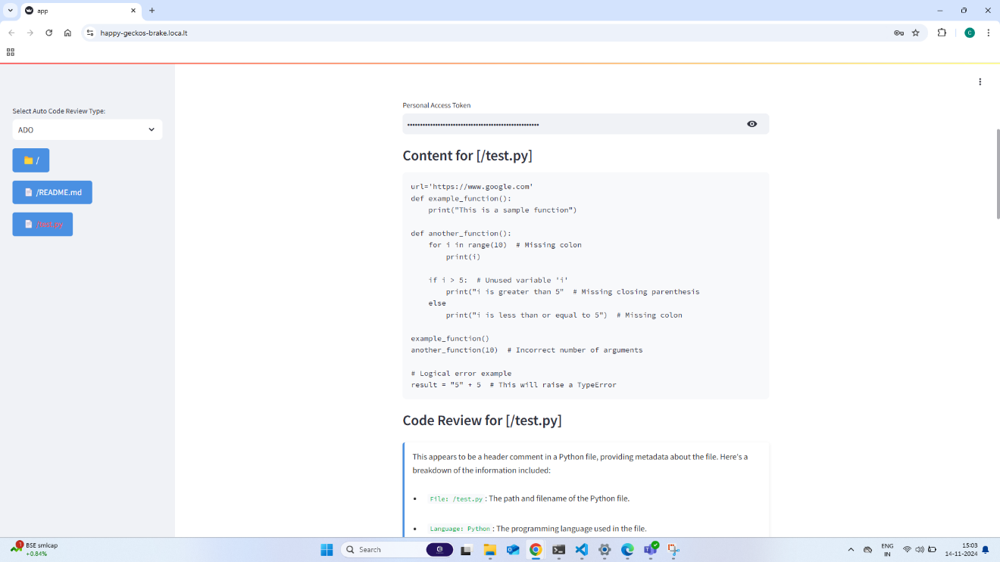 app
happy-geckos-brake.loca.lt
C
Select Auto Code Review Type:
ADO
/
/README.md
/test.py
Personal Access Token
Content for [/test.py]
url='https://www.google.com'
def example_function():
    print("This is a sample function")
def another_function():
    for i in range(10)  # Missing colon
        print(i)
    if i > 5:  # Unused variable 'i'
        print("i is greater than 5"  # Missing closing parenthesis
    else
        print("i is less than or equal to 5")  # Missing colon
example_function()
another_function(10)  # Incorrect number of arguments
# Logical error example
result = "5" + 5  # This will raise a TypeError
Code Review for [/test.py]
This appears to be a header comment in a Python file, providing metadata about the file. Here's a
breakdown of the information included:
• File: /test.py : The path and filename of the Python file.
• Language: Python : The programming language used in the file.
1
BSE smlcap
+0.84%
Search
ENG
IN
15:03
14-11-2024